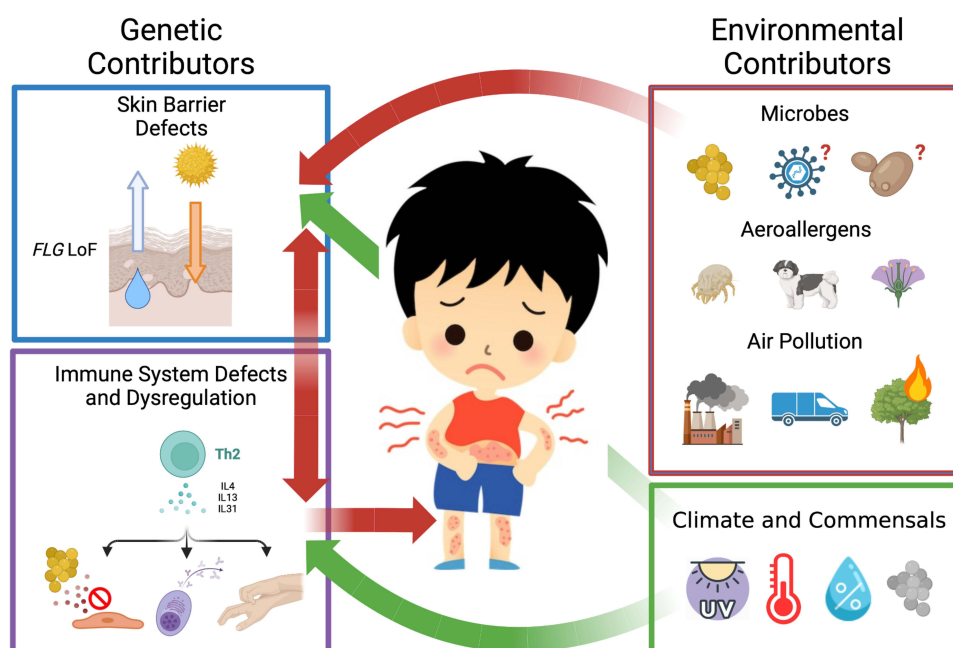 Genetic
Contributors
Skin Barrier
Defects
FLG LoF
Immune System Defects
and Dysregulation
Th2
IL4
IL13
IL31
Environmental
Contributors
Microbes
?
?
Aeroallergens
Air Pollution
Climate and Commensals
UV
%